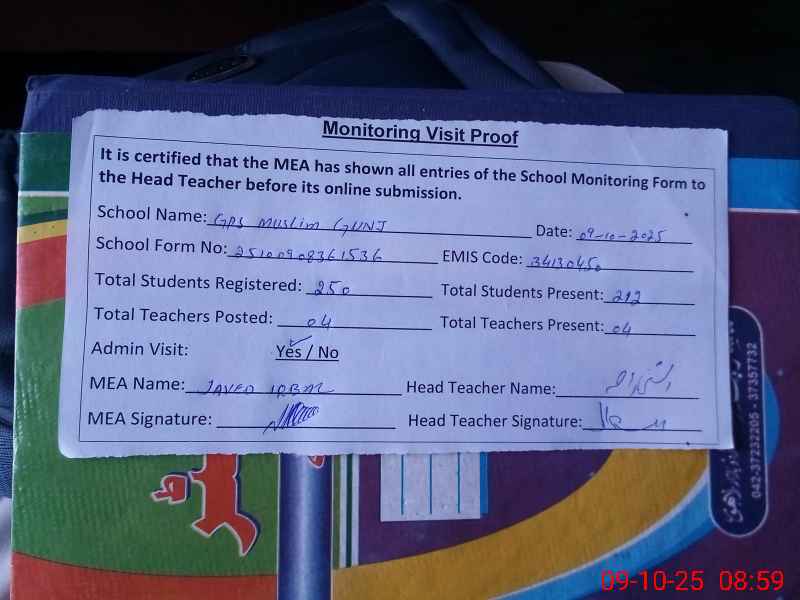 Monitoring Visit Proof
It is certified that the MEA has shown all entries of the School Monitoring Form to
the Head Teacher before its online submission.
School Name: GPS Muslim GUNJ Date: 09-10-2025
School Form No: 25100908361536 EMIS Code: 34130450
Total Students Registered: 250 Total Students Present: 212
Total Teachers Posted: 04 Total Teachers Present: 04
Admin Visit: Yes / No
MEA Name: JAVED IQBAL Head Teacher Name:
MEA Signature: Head Teacher Signature:
042-37232205 - 37357732
09-10-25 08:59